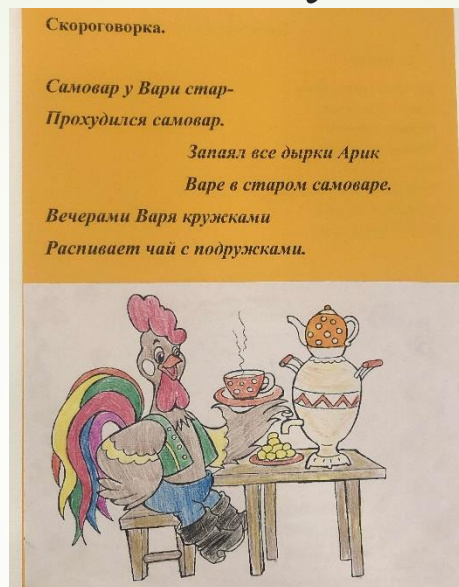 Скороговорка.
Самовар у Вари стар-
Прохудился самовар.
Запаял все дырки Арик
Варе в старом самоваре.
Вечерами Варя кружками
Распивает чай с подружками.